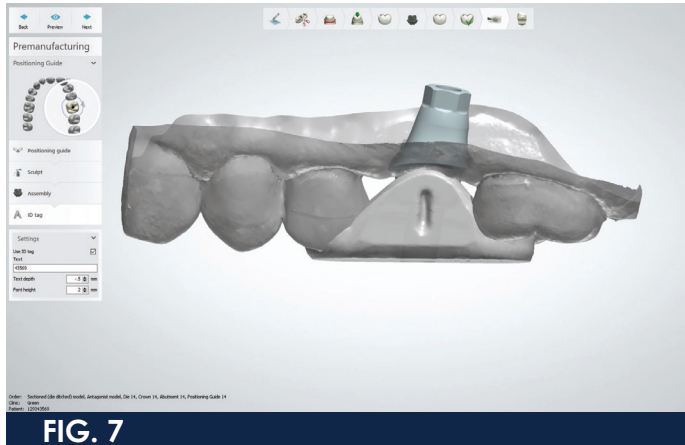 Back Preview Next
Premanufacturing
Positioning Guide
Positioning guide
Sculpt
Assembly
ID tag
Settings
Use ID tag
Text
43569
Text depth -.5 mm
Font height 2 mm
Order: Sectioned (die ditched) model, Antagonist model, Die 14, Crown 14, Abutment 14, Positioning Guide 14
Clinic: Green
Patient: 129343569
FIG. 7